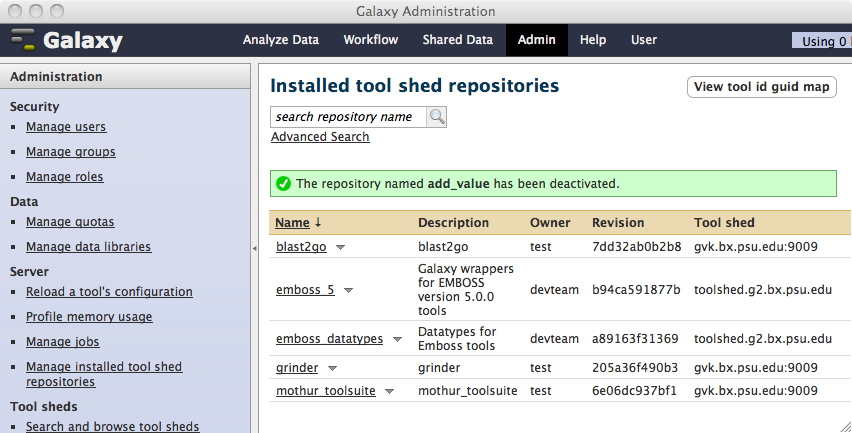 Galaxy Administration
Galaxy
Analyze Data Workflow Shared Data Admin Help User Using 0
Administration
Security
Manage users
Manage groups
Manage roles
Data
Manage quotas
Manage data libraries
Server
Reload a tool's configuration
Profile memory usage
Manage jobs
Manage installed tool shed
repositories
Tool sheds
Search and browse tool sheds
Installed tool shed repositories
View tool id guid map
search repository name
Advanced Search
The repository named add_value has been deactivated.
Name ↓ Description Owner Revision Tool shed
blast2go blast2go test 7dd32ab0b2b8 gvk.bx.psu.edu:9009
emboss_5 Galaxy wrappers
for EMBOSS
version 5.0.0
tools devteam b94ca591877b toolshed.g2.bx.psu.edu
emboss_datatypes Datatypes for
Emboss tools devteam a89163f31369 toolshed.g2.bx.psu.edu
grinder grinder test 205a36f490b3 gvk.bx.psu.edu:9009
mothur_toolsuite mothur_toolsuite test 6e06dc937bf1 gvk.bx.psu.edu:9009